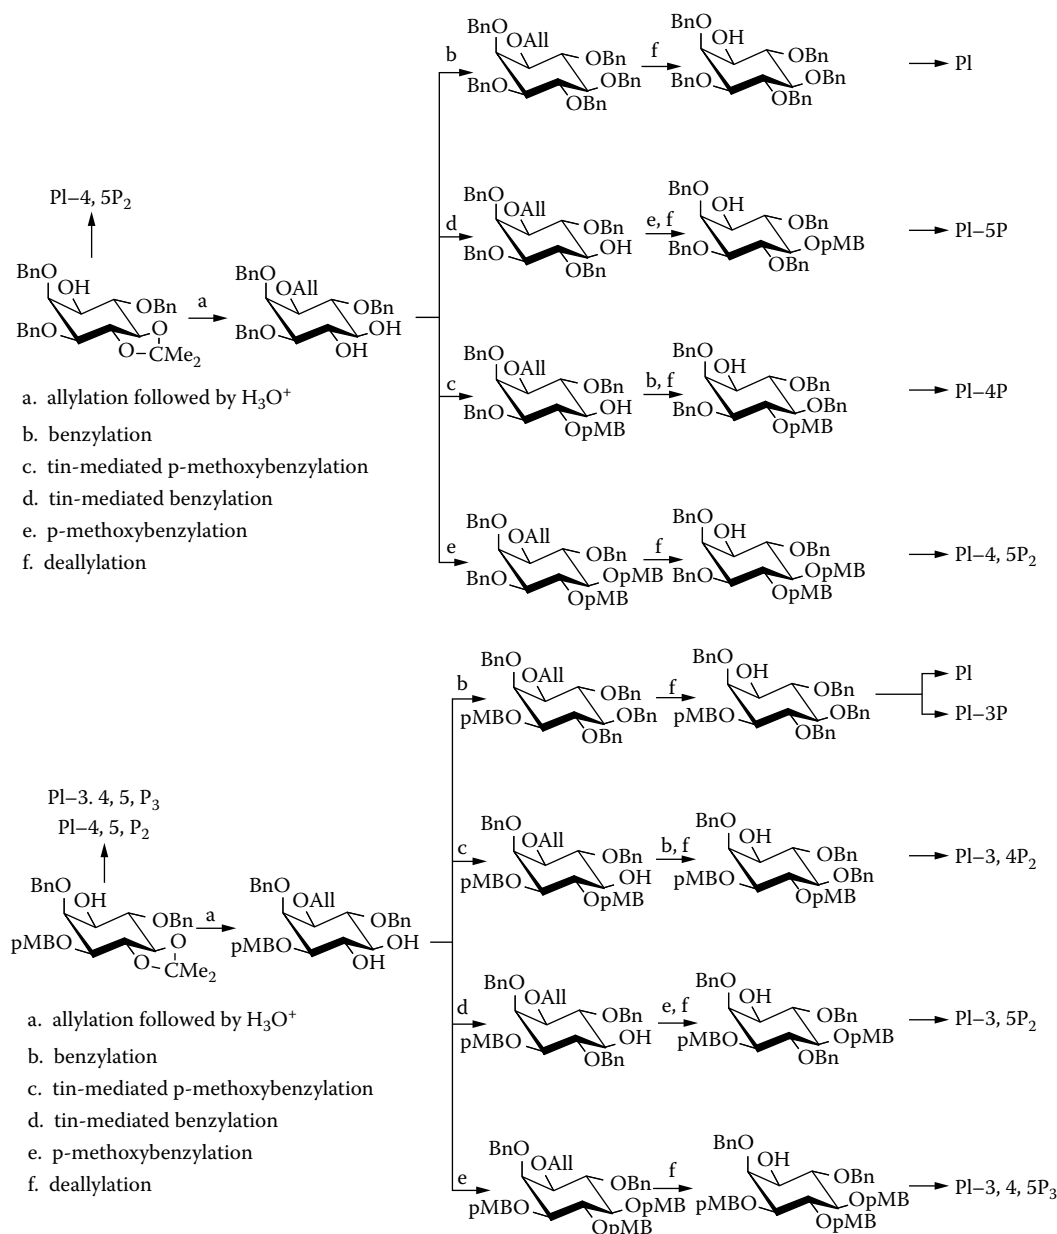 BnO
OAll
OBn
OBn
BnO
OBn
b
f
BnO
OH
OBn
OBn
BnO
OBn
Pl
Pl–4, 5P2
BnO
OH
OBn
BnO
O
O–CMe2
a
BnO
OAll
OBn
BnO
OH
OH
d
BnO
OAll
OBn
OH
BnO
OBn
e, f
BnO
OH
OBn
OpMB
BnO
OBn
Pl–5P
c
BnO
OAll
OBn
OH
BnO
OpMB
b, f
BnO
OH
OBn
OBn
BnO
OpMB
Pl–4P
e
BnO
OAll
OBn
OpMB
BnO
OpMB
f
BnO
OH
OBn
OpMB
BnO
OpMB
Pl–4, 5P2
a. allylation followed by H3O+
b. benzylation
c. tin-mediated p-methoxybenzylation
d. tin-mediated benzylation
e. p-methoxybenzylation
f. deallylation
b
BnO
OAll
OBn
OBn
pMBO
OBn
f
BnO
OH
OBn
OBn
pMBO
OBn
Pl
Pl–3P
Pl–3. 4, 5, P3
Pl–4, 5, P2
BnO
OH
OBn
pMBO
O
O–CMe2
a
BnO
OAll
OBn
pMBO
OH
OH
c
BnO
OAll
OBn
OH
pMBO
OpMB
b, f
BnO
OH
OBn
OBn
pMBO
OpMB
Pl–3, 4P2
d
BnO
OAll
OBn
OH
pMBO
OBn
e, f
BnO
OH
OBn
OpMB
pMBO
OBn
Pl–3, 5P2
e
BnO
OAll
OBn
OpMB
pMBO
OpMB
f
BnO
OH
OBn
OpMB
pMBO
OpMB
Pl–3, 4, 5P3
a. allylation followed by H3O+
b. benzylation
c. tin-mediated p-methoxybenzylation
d. tin-mediated benzylation
e. p-methoxybenzylation
f. deallylation